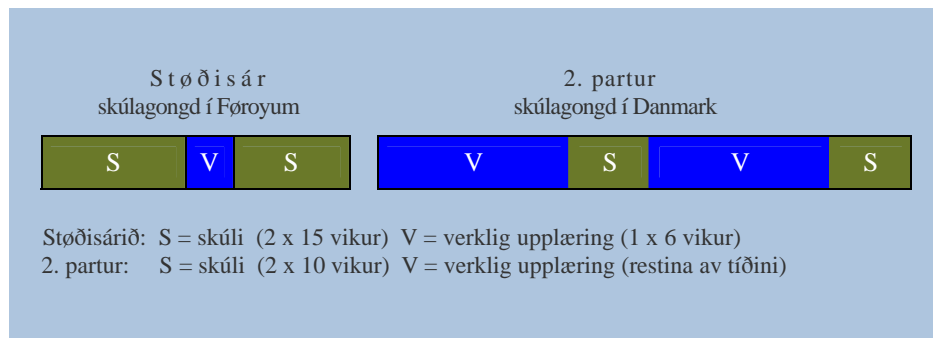 Støðisár
skúlagongd í Føroyum
2. partur
skúlagongd í Danmark
S V S V S V S
Støðisárið: S = skúli (2 x 15 vikur) V = verklig upplæring (1 x 6 vikur)
2. partur: S = skúli (2 x 10 vikur) V = verklig upplæring (restina av tíðini)